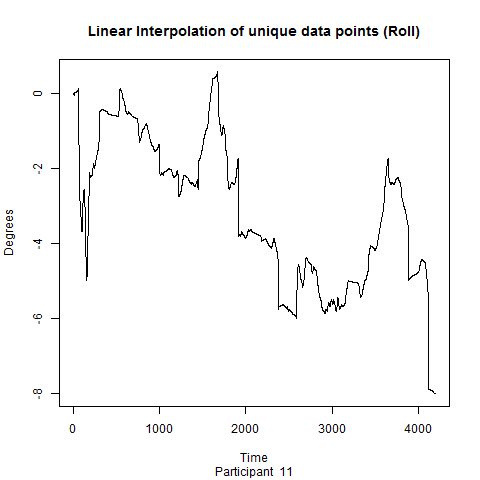 Linear Interpolation of unique data points (Roll)
Degrees
0
-2
-4
-6
-8
0 1000 2000 3000 4000
Time
Participant 11